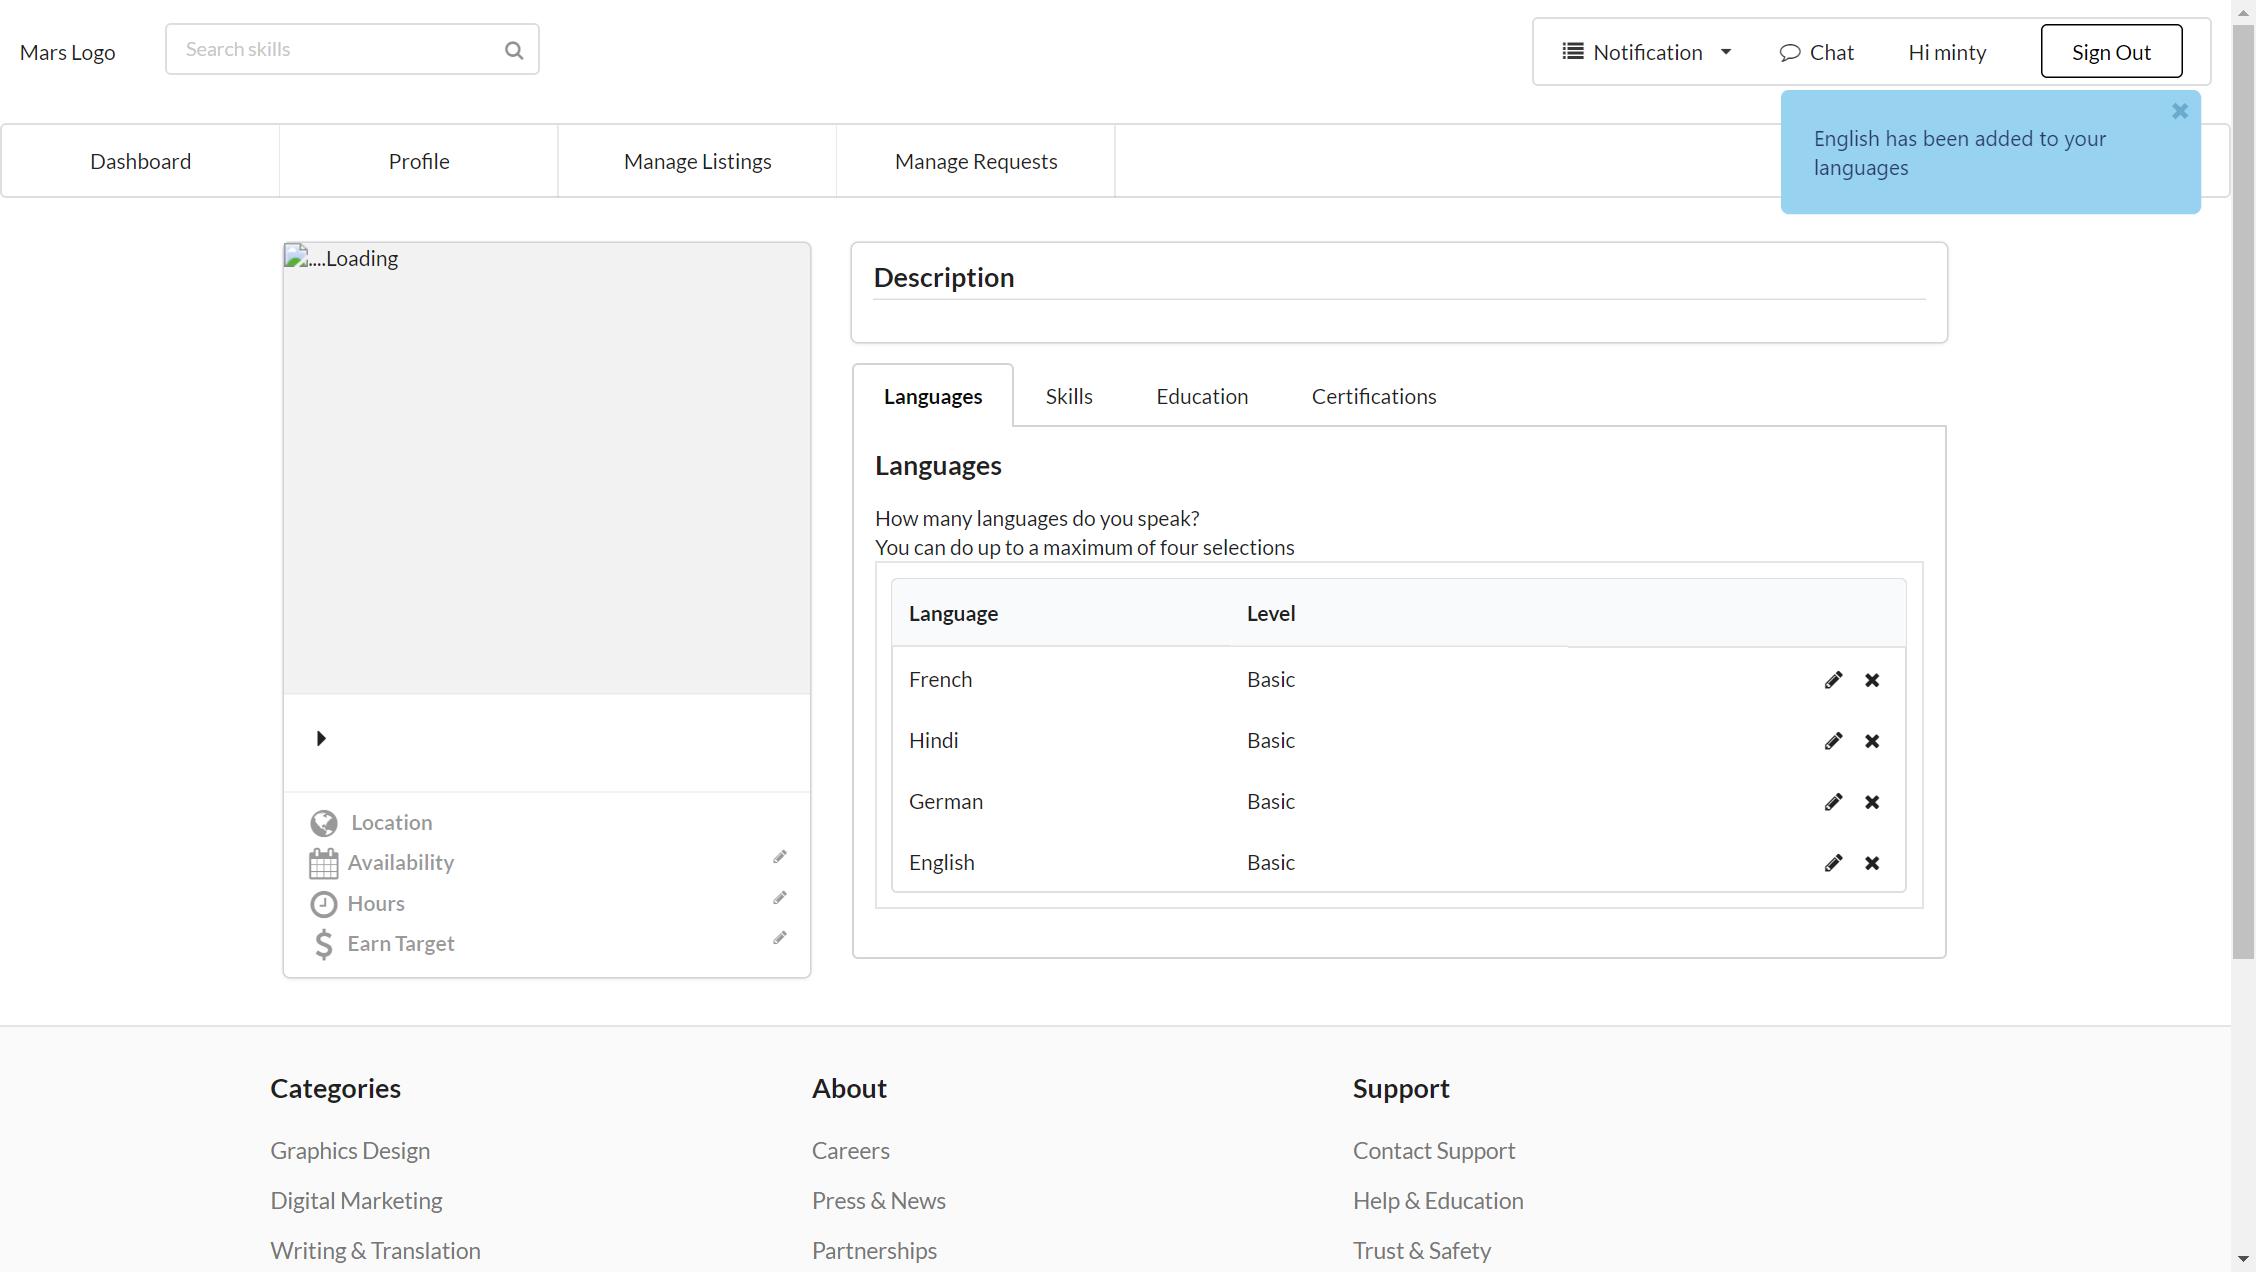 Mars Logo
Search skills
Notification
Chat
Hi minty
Sign Out
English has been added to your
languages
Dashboard
Profile
Manage Listings
Manage Requests
....Loading
Location
Availability
Hours
Earn Target
Description
Languages
Skills
Education
Certifications
Languages
How many languages do you speak?
You can do up to a maximum of four selections
Language Level
French Basic
Hindi Basic
German Basic
English Basic
Categories
Graphics Design
Digital Marketing
Writing & Translation
About
Careers
Press & News
Partnerships
Support
Contact Support
Help & Education
Trust & Safety